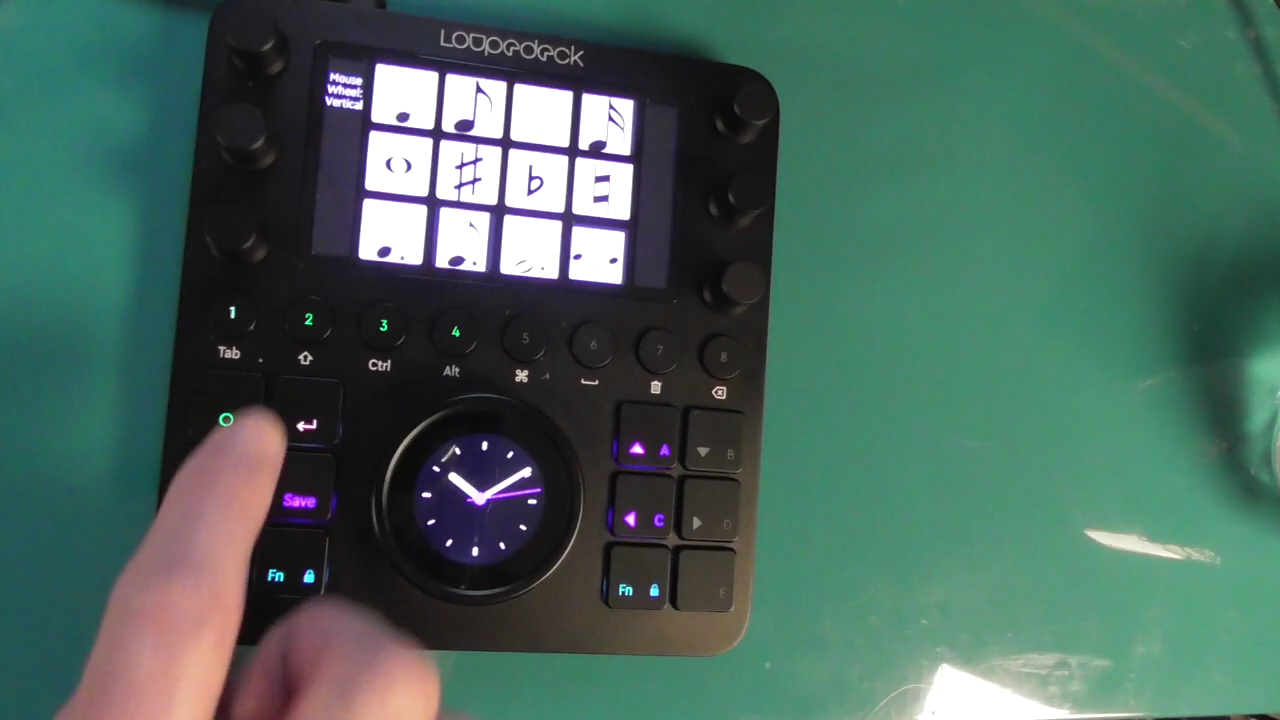 Loupedeck
Mouse
Wheel:
Vertical
1 2 3 4 5 6 7 8
Tab Ctrl Alt
A B
Save C D
Fn Fn E